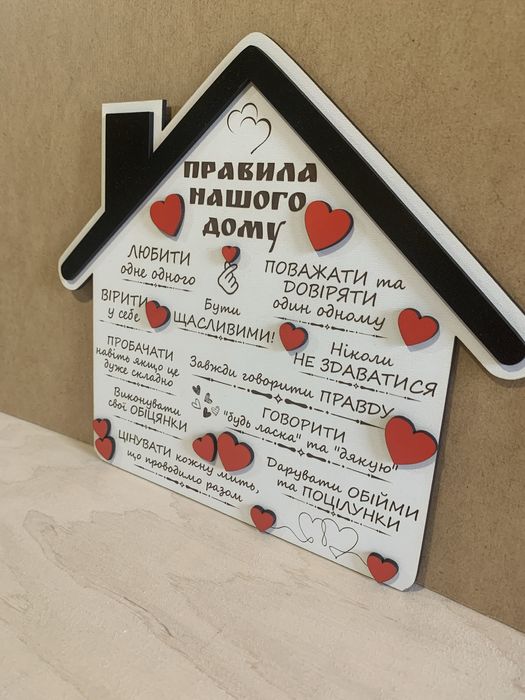 ПРАВИЛА
НАШОГО
ДОМУ
ЛЮБИТИ
одне одного
ПОВАЖАТИ та
ДОВІРЯТИ
один одному
ВІРИТИ
у себе
Бути
ЩАСЛИВИМИ!
Ніколи
НЕ ЗДАВАТИСЯ
ПРОБАЧАТИ
навіть якщо це
дуже складно
Завжди говорити ПРАВДУ
Виконувати
свої ОБІЦЯНКИ
ГОВОРИТИ
"будь ласка" та "дякую"
ЦІНУВАТИ кожну мить,
що проводимо разом
Дарувати ОБІЙМИ
та ПОЦІЛУНКИ